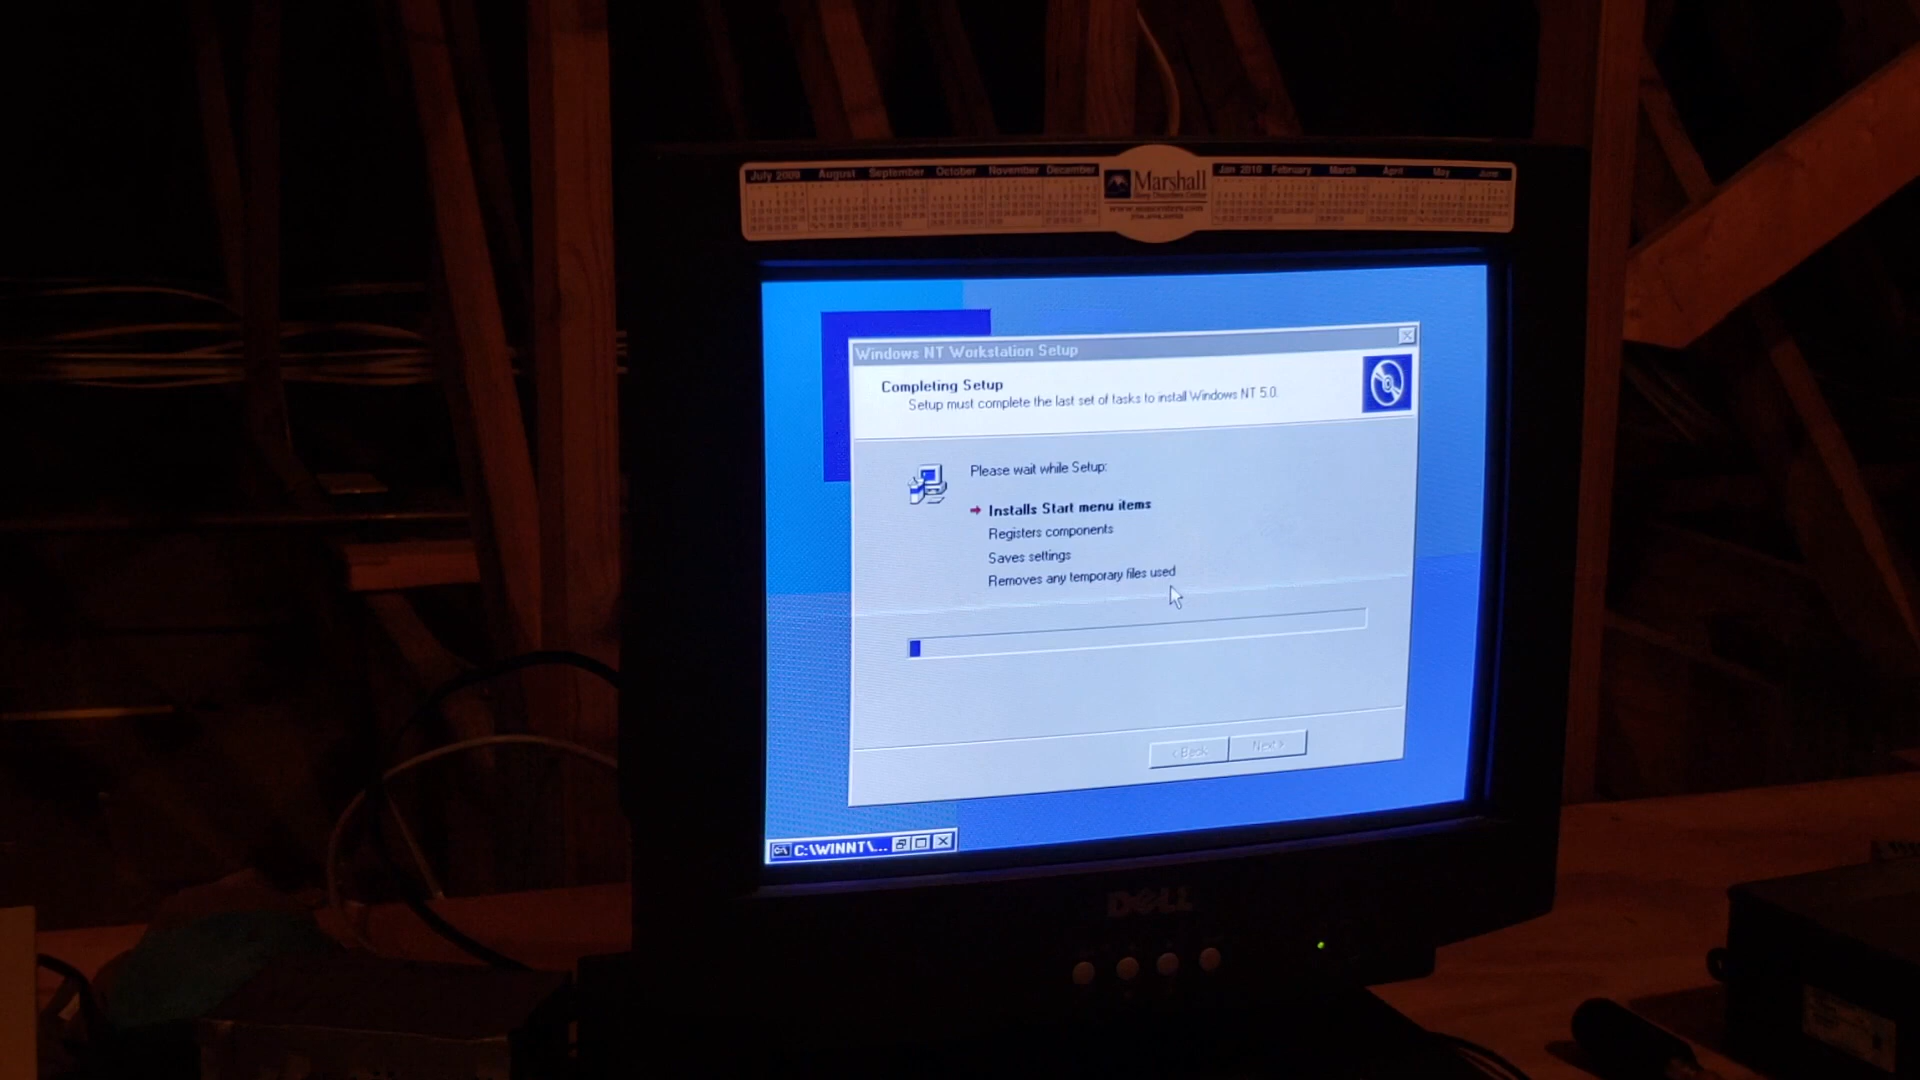 July 2009 August September October November December
Marshall
Jan 2010 February March April May June
Windows NT Workstation Setup
Completing Setup
Setup must complete the last set of tasks to install Windows NT 5.0.
Please wait while Setup:
Installs Start menu items
Registers components
Saves settings
Removes any temporary files used
< Back Next >
C:\WINNT\...
DELL